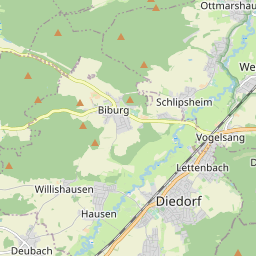 Ottmarshau
We
Schlipsheim
Biburg
Vogelsang
Lettenbach
Willishausen
Diedorf
Hausen
Deubach